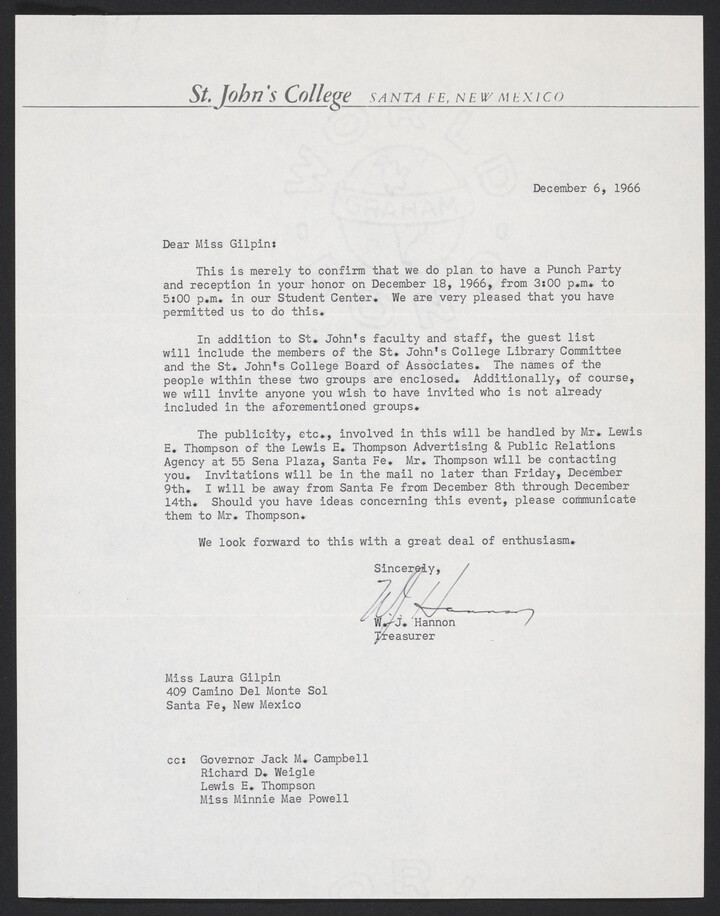 St. John's College SANTA FE, NEW MEXICO
December 6, 1966
Dear Miss Gilpin:
This is merely to confirm that we do plan to have a Punch Party
and reception in your honor on December 18, 1966, from 3:00 p.m. to
5:00 p.m. in our Student Center. We are very pleased that you have
permitted us to do this.
In addition to St. John's faculty and staff, the guest list
will include the members of the St. John's College Library Committee
and the St. John's College Board of Associates. The names of the
people within these two groups are enclosed. Additionally, of course,
we will invite anyone you wish to have invited who is not already
included in the aforementioned groups.
The publicity, etc., involved in this will be handled by Mr. Lewis
E. Thompson of the Lewis E. Thompson Advertising & Public Relations
Agency at 55 Sena Plaza, Santa Fe. Mr. Thompson will be contacting
you. Invitations will be in the mail no later than Friday, December
9th. I will be away from Santa Fe from December 8th through December
14th. Should you have ideas concerning this event, please communicate
them to Mr. Thompson.
We look forward to this with a great deal of enthusiasm.
Sincerely,
W. J. Hannon
W. J. Hannon
Treasurer
Miss Laura Gilpin
409 Camino Del Monte Sol
Santa Fe, New Mexico
cc: Governor Jack M. Campbell
Richard D. Weigle
Lewis E. Thompson
Miss Minnie Mae Powell